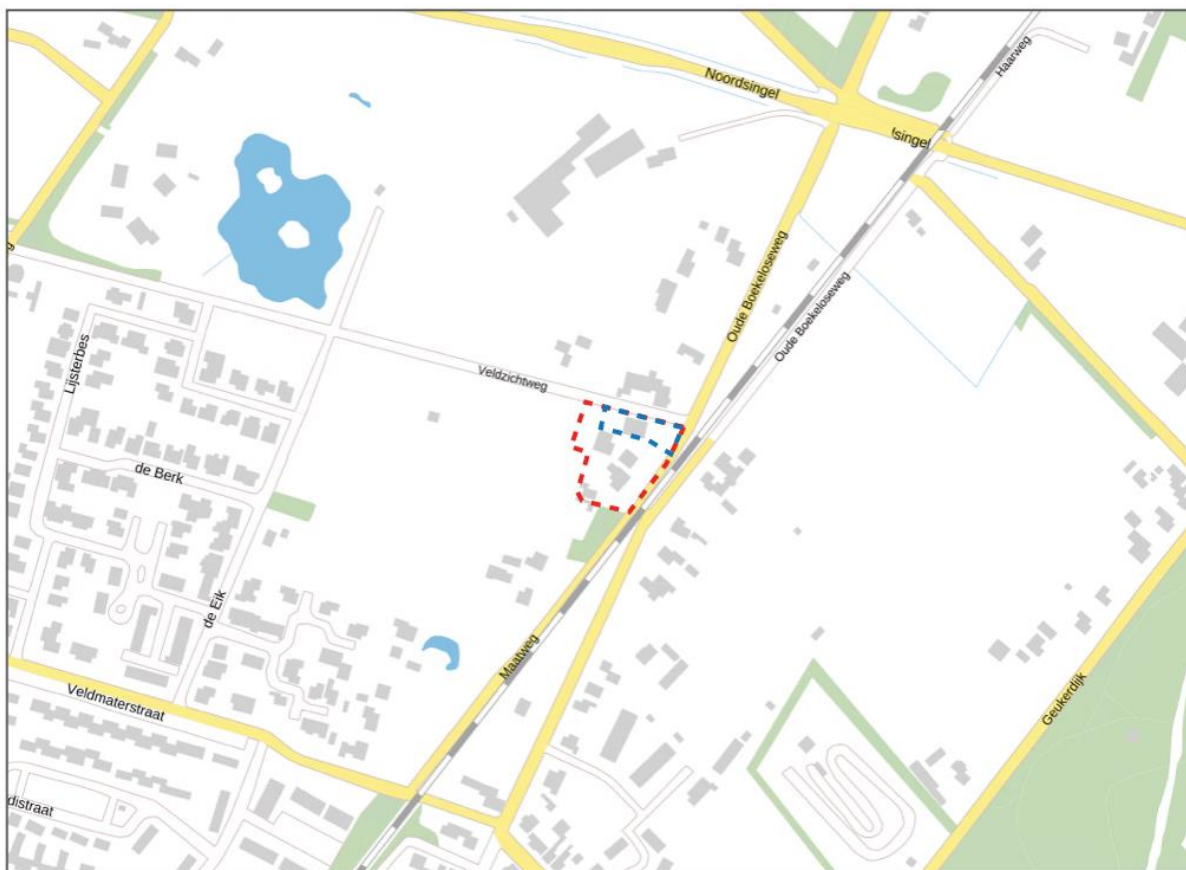 Haarweg
Noordsingel
singel
Oude Boekeloseweg
Oude Boekeloseweg
Lijsterbes
Veldzichtweg
de Berk
de Eik
Maatweg
Veldmaterstraat
Geukerdijk
distraat